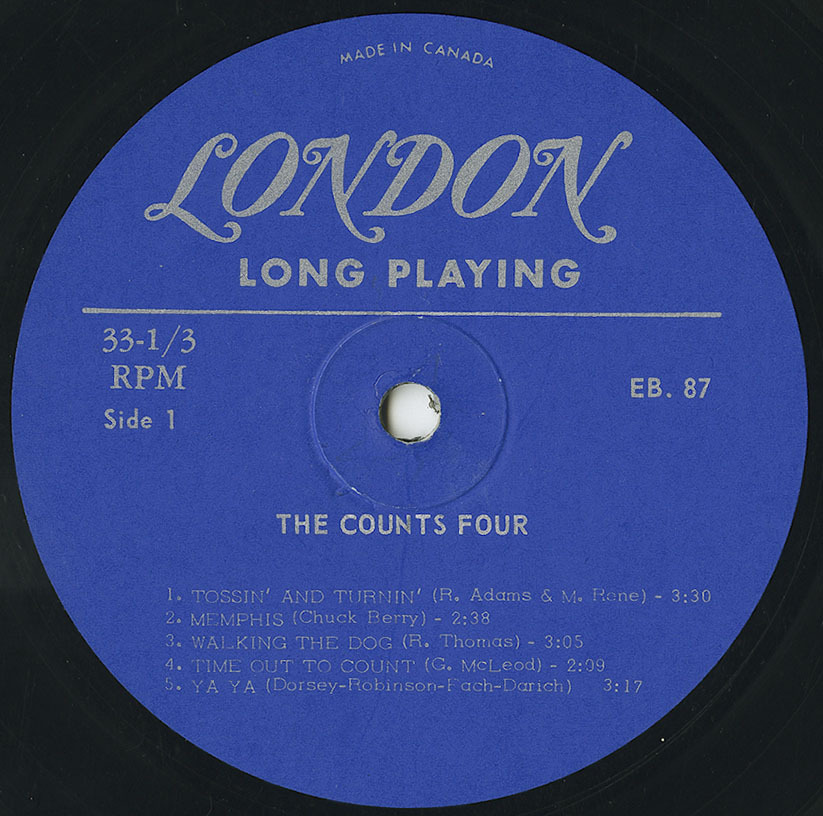 MADE IN CANADA
LONDON
LONG PLAYING
33-1/3
RPM
Side 1
EB. 87
THE COUNTS FOUR
1. TOSSIN' AND TURNIN' (R. Adams & M. Rene) - 3:30
2. MEMPHIS (Chuck Berry) - 2:38
3. WALKING THE DOG (R. Thomas) - 3:05
4. TIME OUT TO COUNT (G. McLeod) - 2:09
5. YA YA (Dorsey-Robinson-Fach-Darich) 3:17